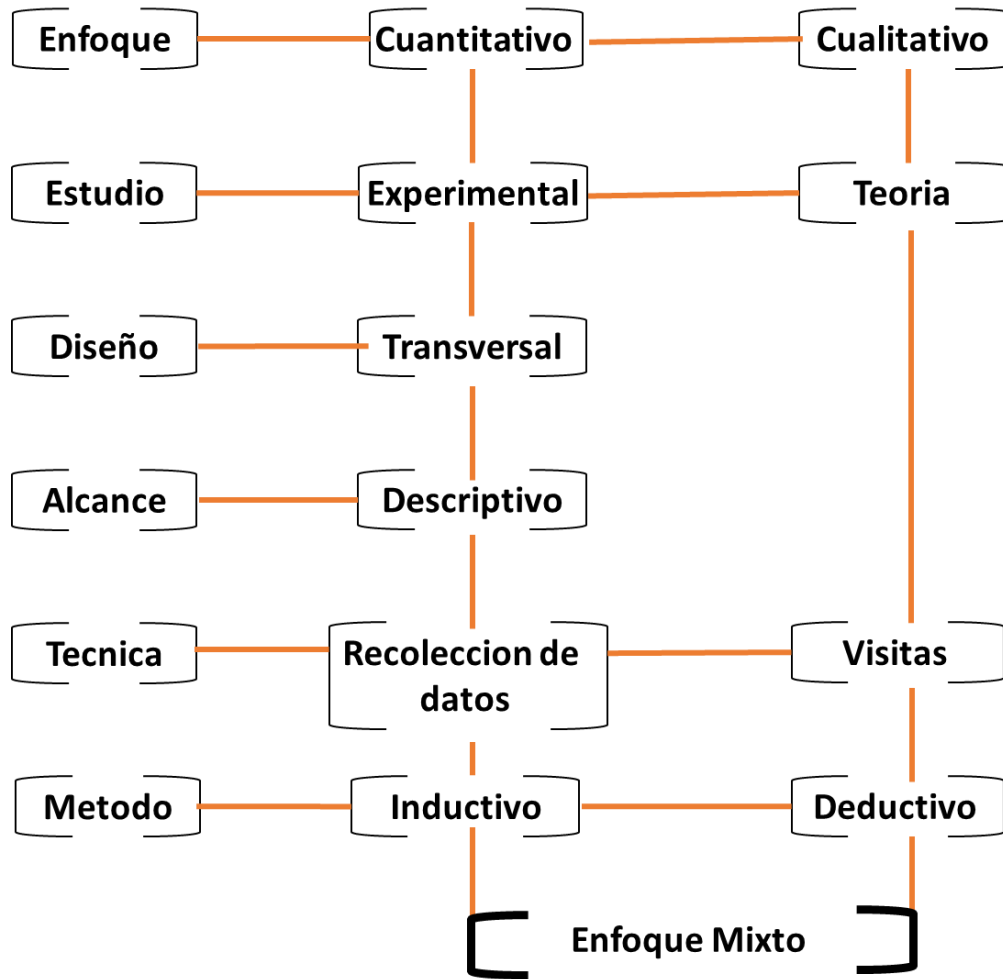 Enfoque
Cuantitativo
Cualitativo
Estudio
Experimental
Teoria
Diseño
Transversal
Alcance
Descriptivo
Tecnica
Recoleccion de
datos
Visitas
Metodo
Inductivo
Deductivo
Enfoque Mixto